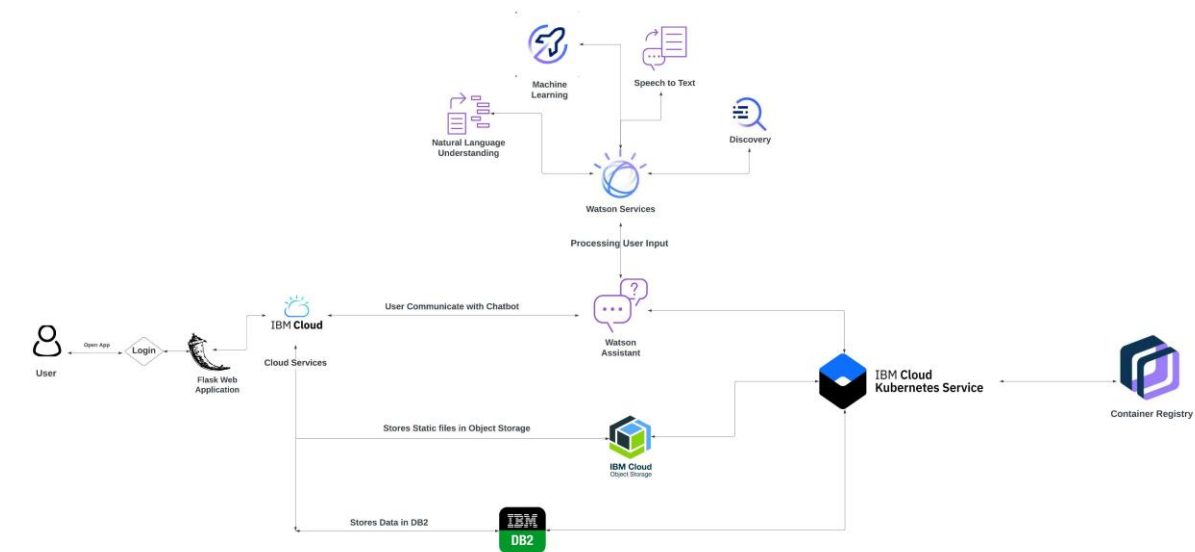 Machine
Learning
Speech to Text
Natural Language
Understanding
Discovery
Watson Services
Processing User Input
?
User Communicate with Chatbot
IBM Cloud
Watson
Assistant
Open App
Login
User
Cloud Services
Flask Web
Application
IBM Cloud
Kubernetes Service
Container Registry
Stores Static files in Object Storage
IBM Cloud
Object Storage
Stores Data in DB2
IBM
DB2